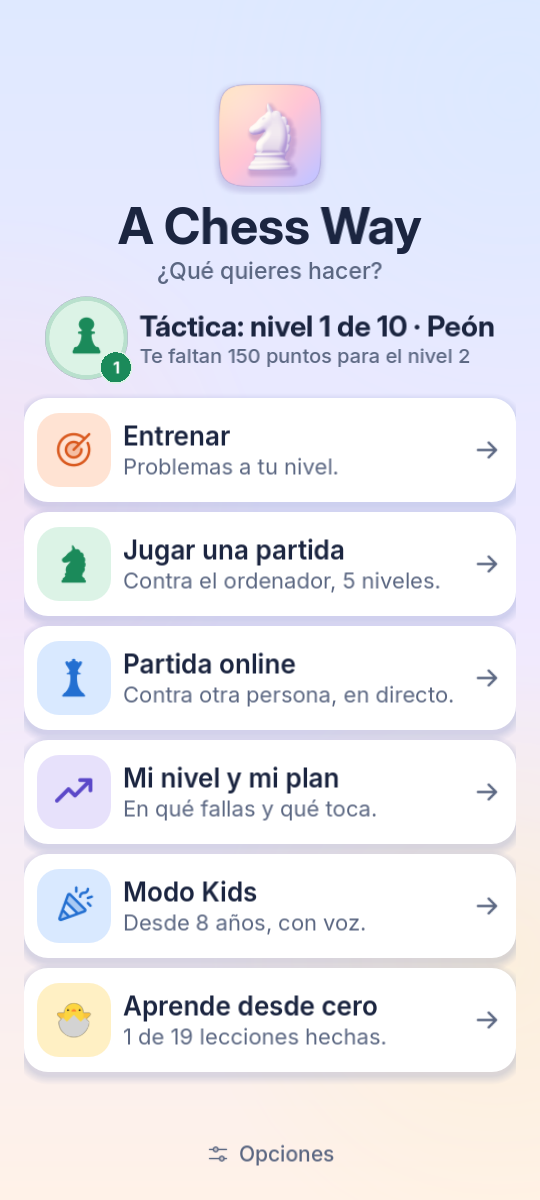 A Chess Way
¿Qué quieres hacer?
Táctica: nivel 1 de 10 · Peón
Te faltan 150 puntos para el nivel 2
1
Entrenar
Problemas a tu nivel.
Jugar una partida
Contra el ordenador, 5 niveles.
Partida online
Contra otra persona, en directo.
Mi nivel y mi plan
En qué fallas y qué toca.
Modo Kids
Desde 8 años, con voz.
Aprende desde cero
1 de 19 lecciones hechas.
Opciones